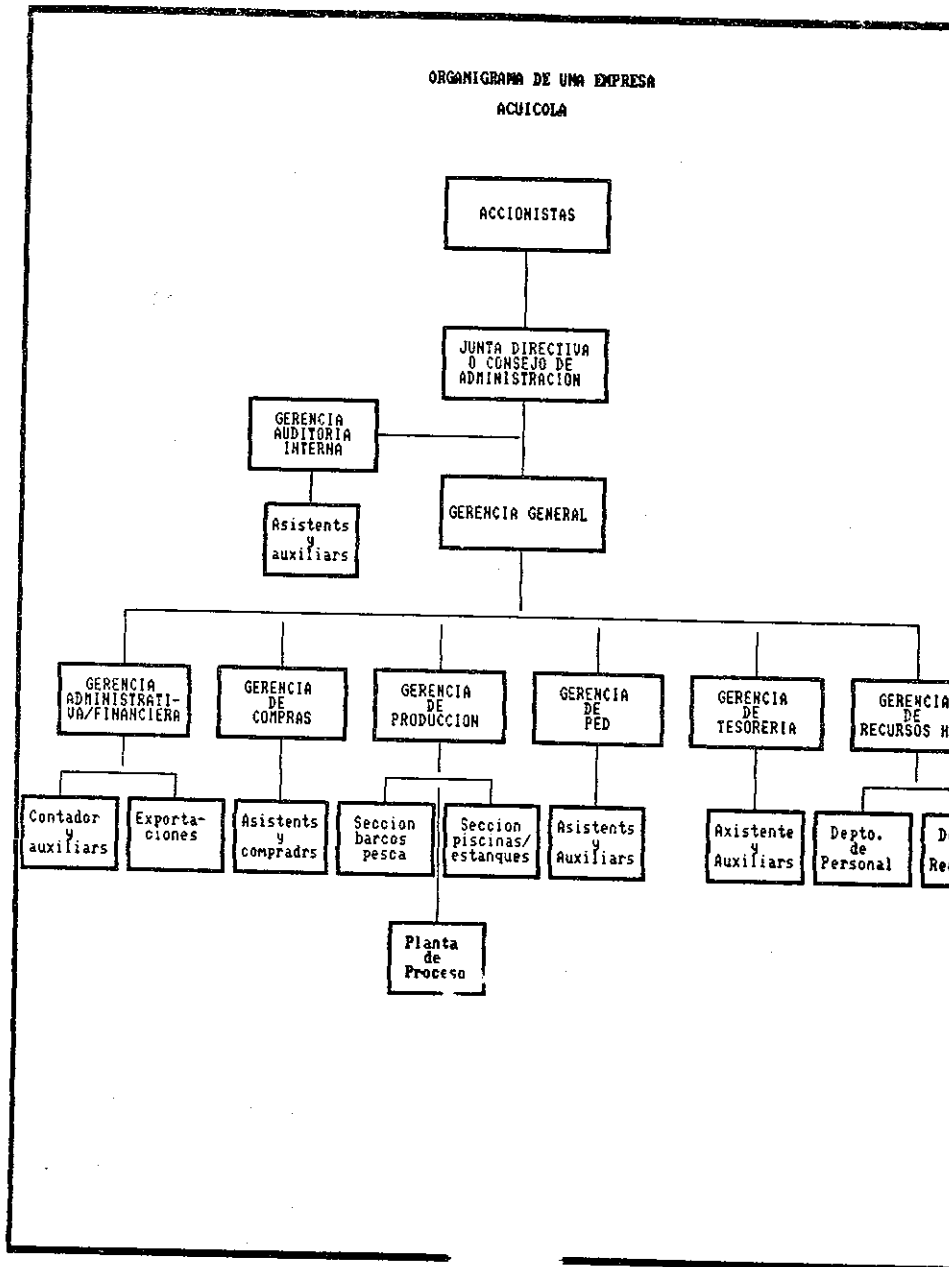 ORGANIGRAMA DE UNA EMPRESA
ACUICOLA
ACCIONISTAS
JUNTA DIRECTIVA
O CONSEJO DE
ADMINISTRACION
GERENCIA
AUDITORIA
INTERNA
Asistents
y
auxiliars
GERENCIA GENERAL
GERENCIA
ADMINISTRATI-
VA/FINANCIERA
GERENCIA
DE
COMPRAS
GERENCIA
DE
PRODUCCION
GERENCIA
DE
PED
GERENCIA
DE
TESORERIA
GERENCIA
DE
RECURSOS
Contador
y
auxiliars
Exporta-
ciones
Asistents
y
compradrs
Seccion
barcos
pesca
Seccion
piscinas/
estanques
Asistents
y
Auxiliars
Axistente
y
Auxiliars
Depto.
de
Personal
Planta
de
Proceso